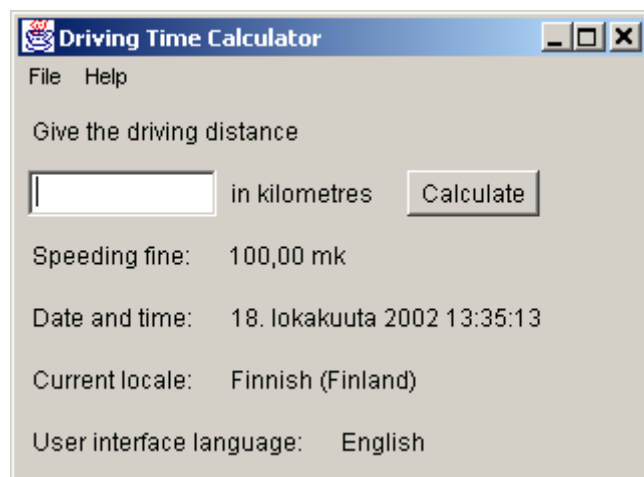 Driving Time Calculator
File Help
Give the driving distance
in kilometres Calculate
Speeding fine: 100,00 mk
Date and time: 18. lokakuuta 2002 13:35:13
Current locale: Finnish (Finland)
User interface language: English